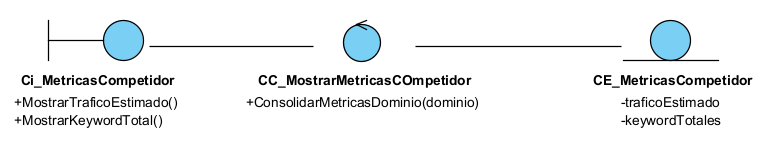 Ci_MetricasCompetidor
+MostrarTraficoEstimado()
+MostrarKeywordTotal()
CC_MostrarMetricasCOmpetidor
+ConsolidarMetricasDominio(dominio)
CE_MetricasCompetidor
-traficoEstimado
-keywordTotales